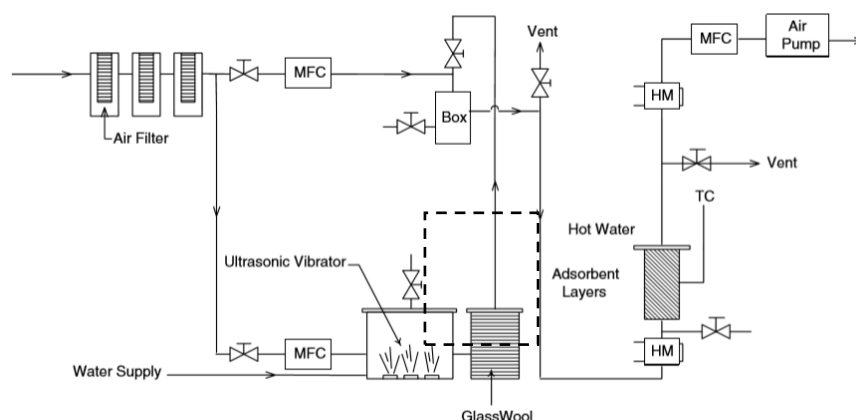 Air Filter
MFC
Box
Vent
MFC
Air
Pump
HM
Vent
TC
Hot Water
Adsorbent
Layers
HM
Ultrasonic Vibrator
MFC
Water Supply
GlassWool